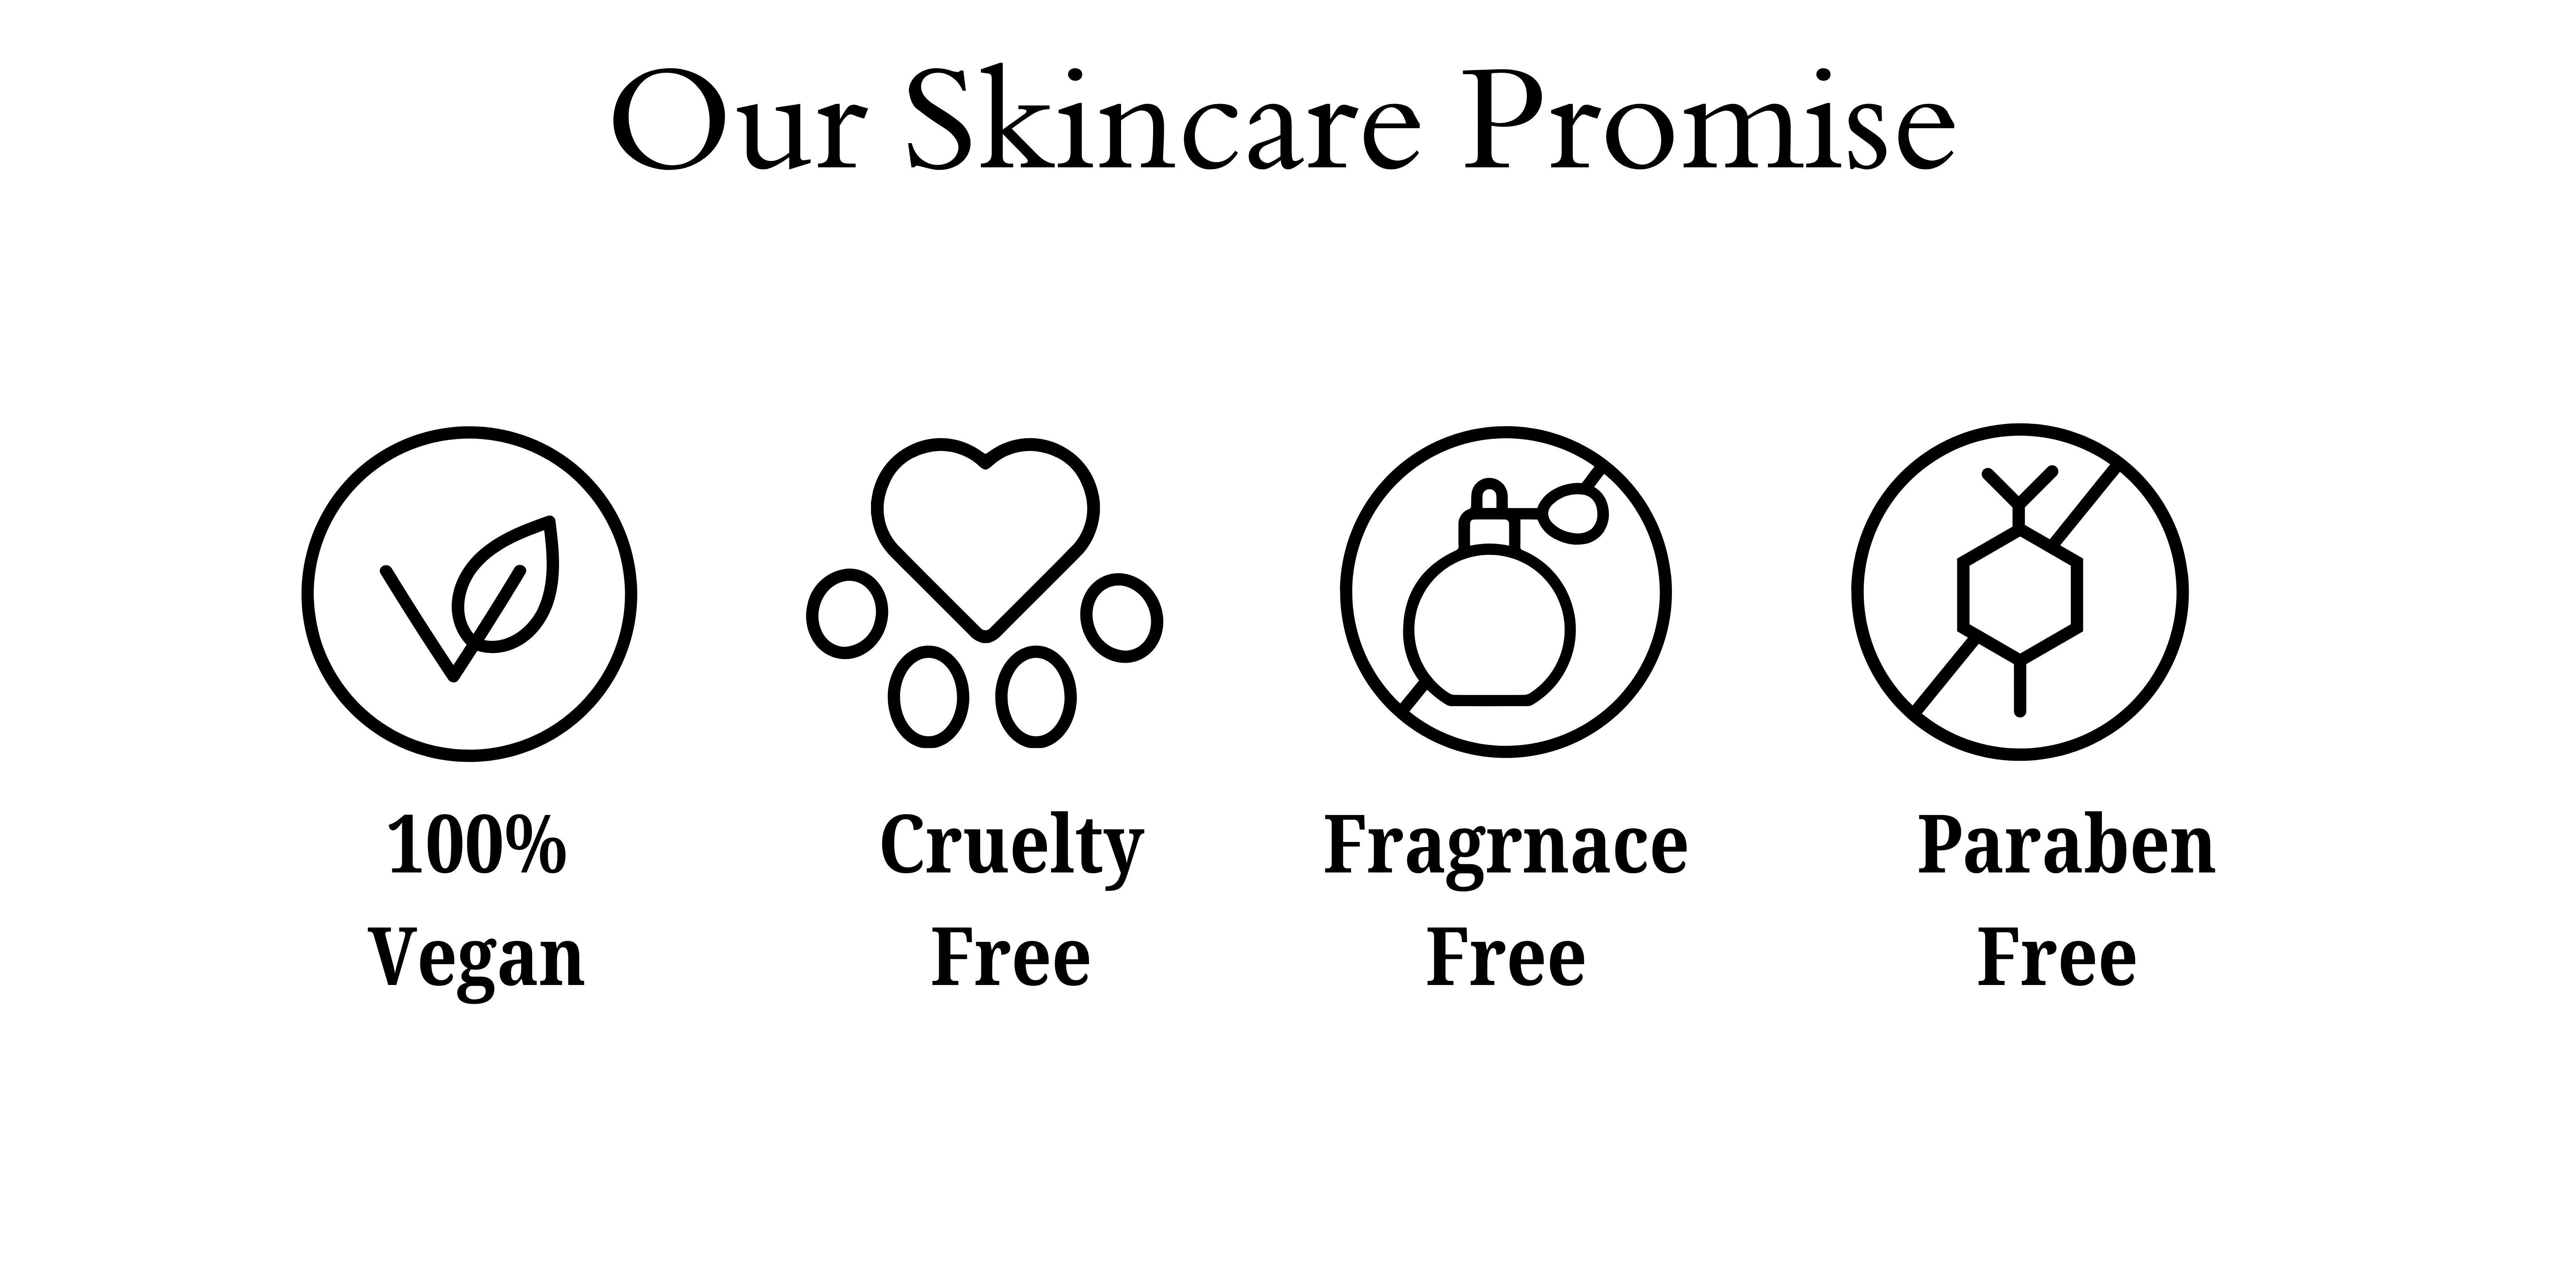 Our Skincare Promise
100%
Vegan
Cruelty
Free
Fragrnace
Free
Paraben
Free